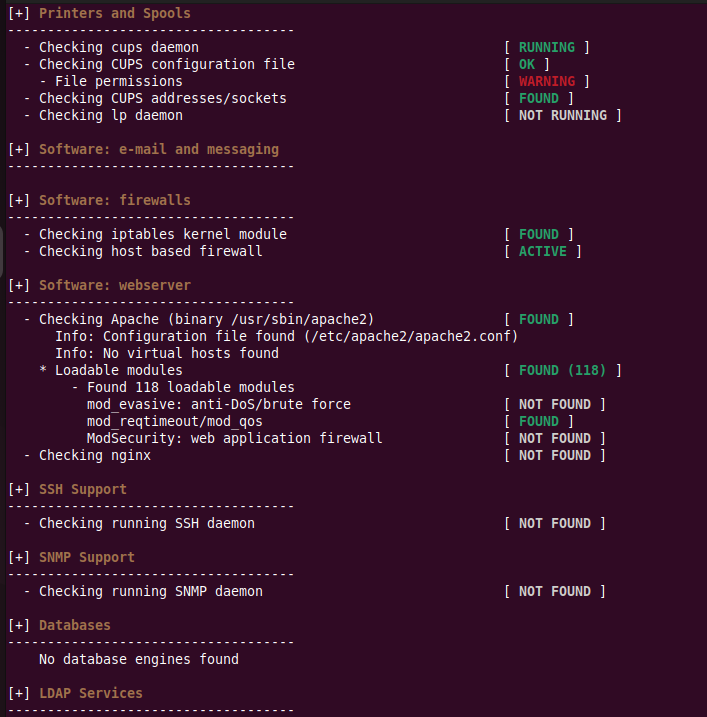 [+] Printers and Spools
------------------------------------
  - Checking cups daemon                                      [ RUNNING ]
  - Checking CUPS configuration file                          [ OK ]
    - File permissions                                        [ WARNING ]
  - Checking CUPS addresses/sockets                           [ FOUND ]
  - Checking lp daemon                                        [ NOT RUNNING ]

[+] Software: e-mail and messaging
------------------------------------

[+] Software: firewalls
------------------------------------
  - Checking iptables kernel module                           [ FOUND ]
  - Checking host based firewall                              [ ACTIVE ]

[+] Software: webserver
------------------------------------
  - Checking Apache (binary /usr/sbin/apache2)                [ FOUND ]
      Info: Configuration file found (/etc/apache2/apache2.conf)
      Info: No virtual hosts found
    * Loadable modules                                        [ FOUND (118) ]
        - Found 118 loadable modules
          mod_evasive: anti-DoS/brute force                   [ NOT FOUND ]
          mod_reqtimeout/mod_qos                              [ FOUND ]
          ModSecurity: web application firewall               [ NOT FOUND ]
  - Checking nginx                                            [ NOT FOUND ]

[+] SSH Support
------------------------------------
  - Checking running SSH daemon                               [ NOT FOUND ]

[+] SNMP Support
------------------------------------
  - Checking running SNMP daemon                              [ NOT FOUND ]

[+] Databases
------------------------------------
    No database engines found

[+] LDAP Services
------------------------------------